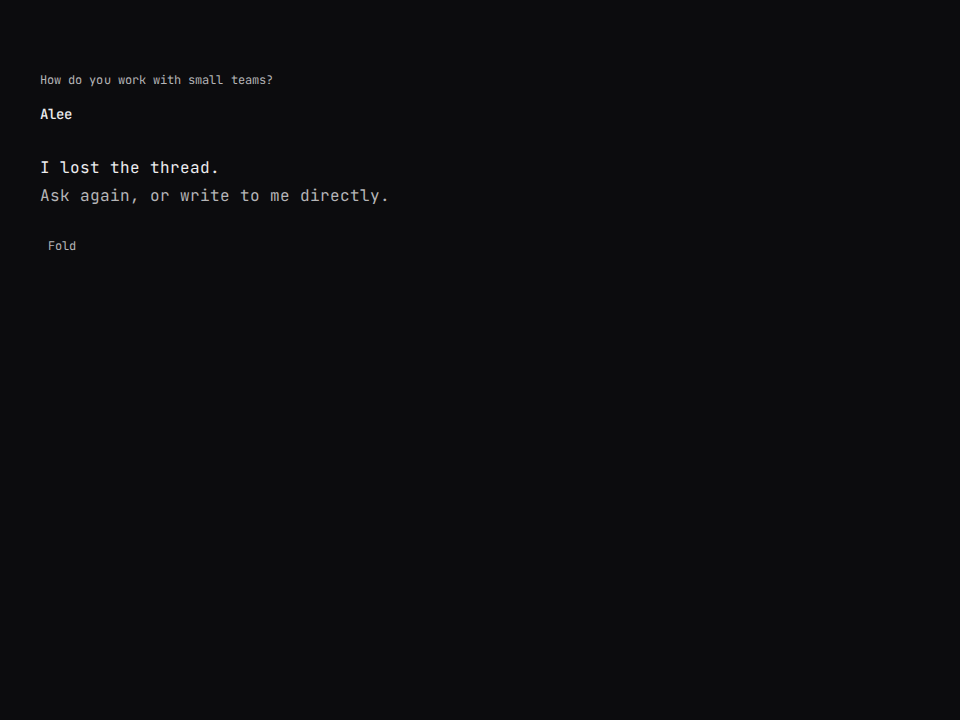 How do you work with small teams?
Alee
I lost the thread.
Ask again, or write to me directly.
Fold